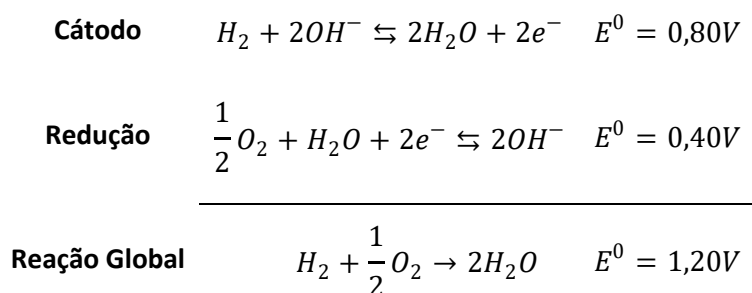 Cátodo H₂ + 2OH⁻ ⇆ 2H₂O + 2e⁻ E⁰ = 0,80V
Redução 1/2 O₂ + H₂O + 2e⁻ ⇆ 2OH⁻ E⁰ = 0,40V
Reação Global H₂ + 1/2 O₂ → 2H₂O E⁰ = 1,20V